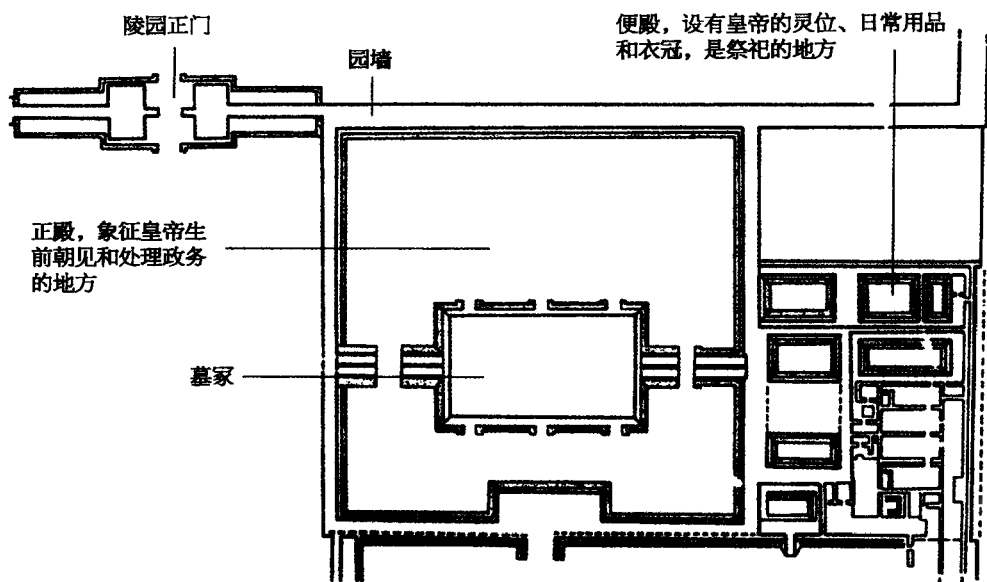 陵园正门
园墙
便殿，设有皇帝的灵位、日常用品
和衣冠，是祭祀的地方
正殿，象征皇帝生
前朝见和处理政务
的地方
墓冢